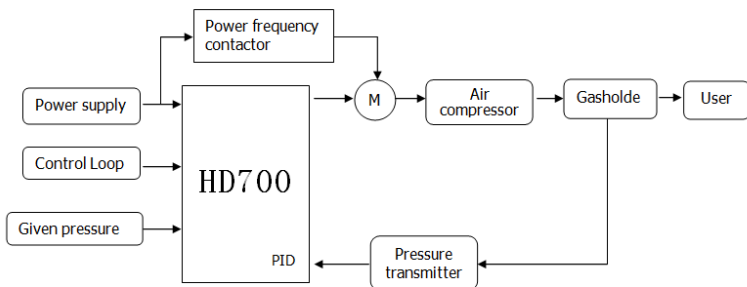 Power frequency
contactor
Power supply
M
Air
compressor
Gasholde
User
Control Loop
HD700
Given pressure
PID
Pressure
transmitter